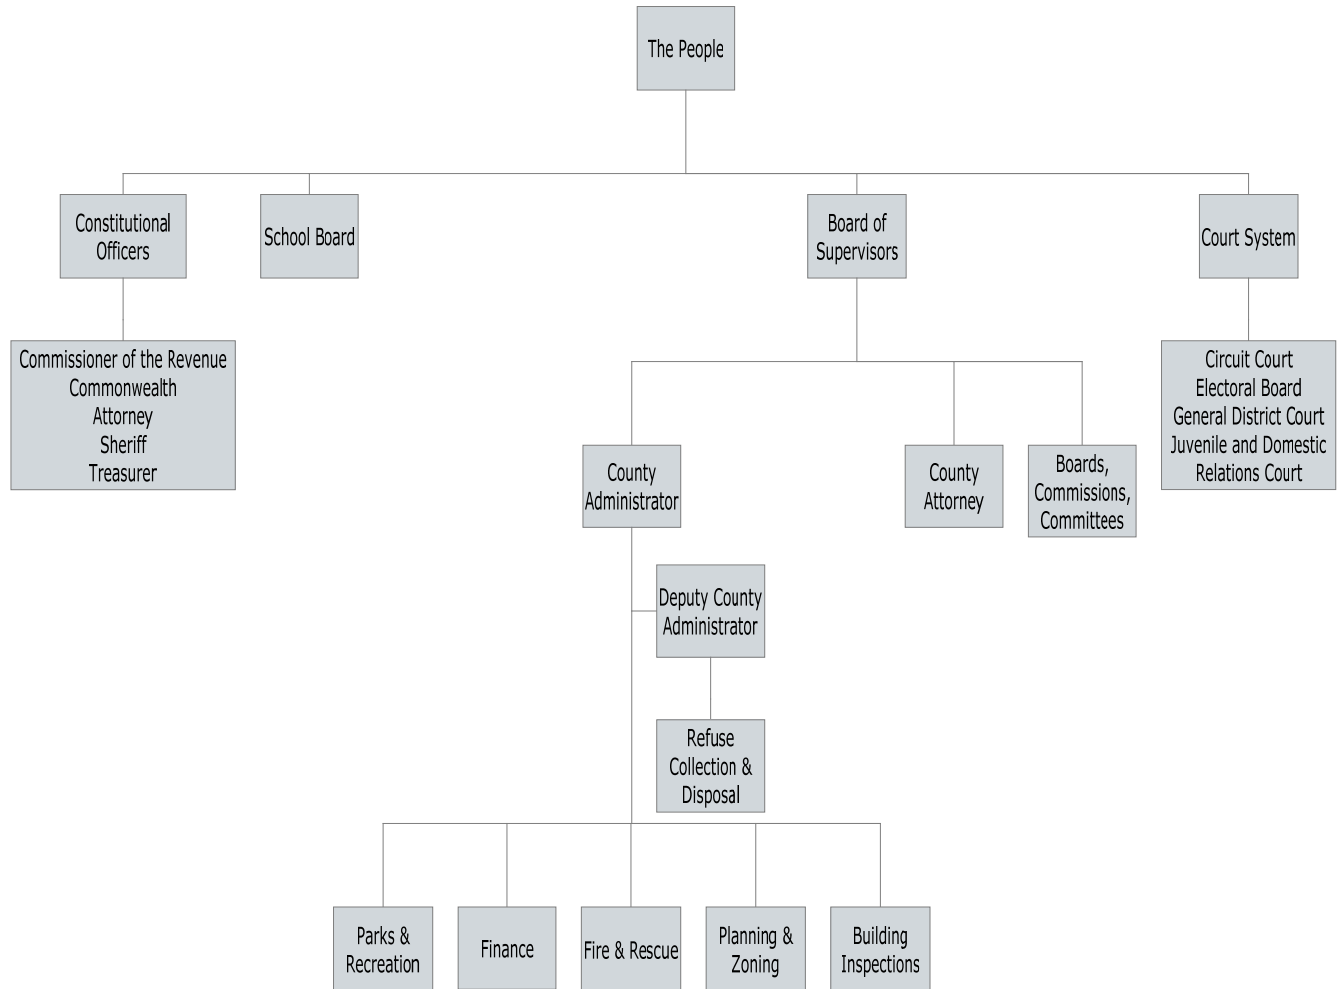 The People
Constitutional
Officers
School Board
Board of
Supervisors
Court System
Commissioner of the Revenue
Commonwealth
Attorney
Sheriff
Treasurer
Circuit Court
Electoral Board
General District Court
Juvenile and Domestic
Relations Court
County
Administrator
County
Attorney
Boards,
Commissions,
Committees
Deputy County
Administrator
Refuse
Collection &
Disposal
Parks &
Recreation
Finance
Fire & Rescue
Planning &
Zoning
Building
Inspections